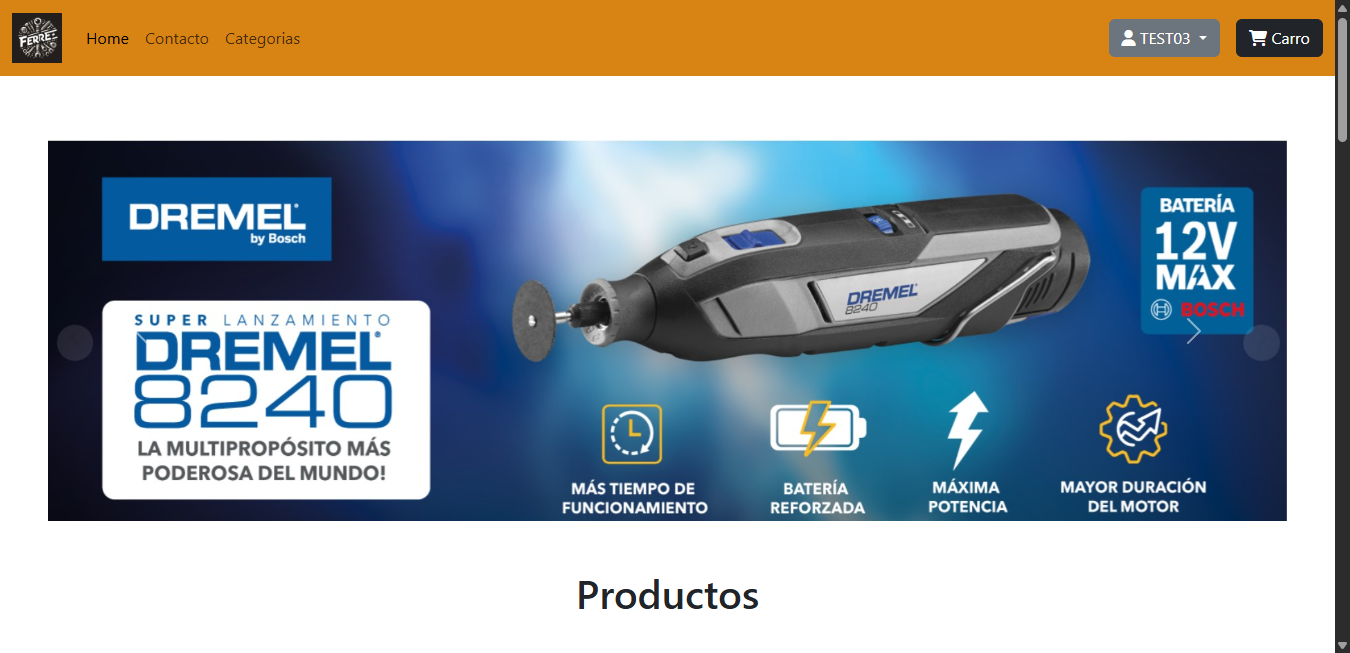 FERRE
Home Contacto Categorias
TEST03
Carro
DREMEL
by Bosch
SUPER LANZAMIENTO
DREMEL
8240
LA MULTIPROPÓSITO MÁS
PODEROSA DEL MUNDO!
DREMEL
8240
BATERÍA
12V
MAX
BOSCH
MÁS TIEMPO DE
FUNCIONAMIENTO
BATERÍA
REFORZADA
MÁXIMA
POTENCIA
MAYOR DURACIÓN
DEL MOTOR
Productos